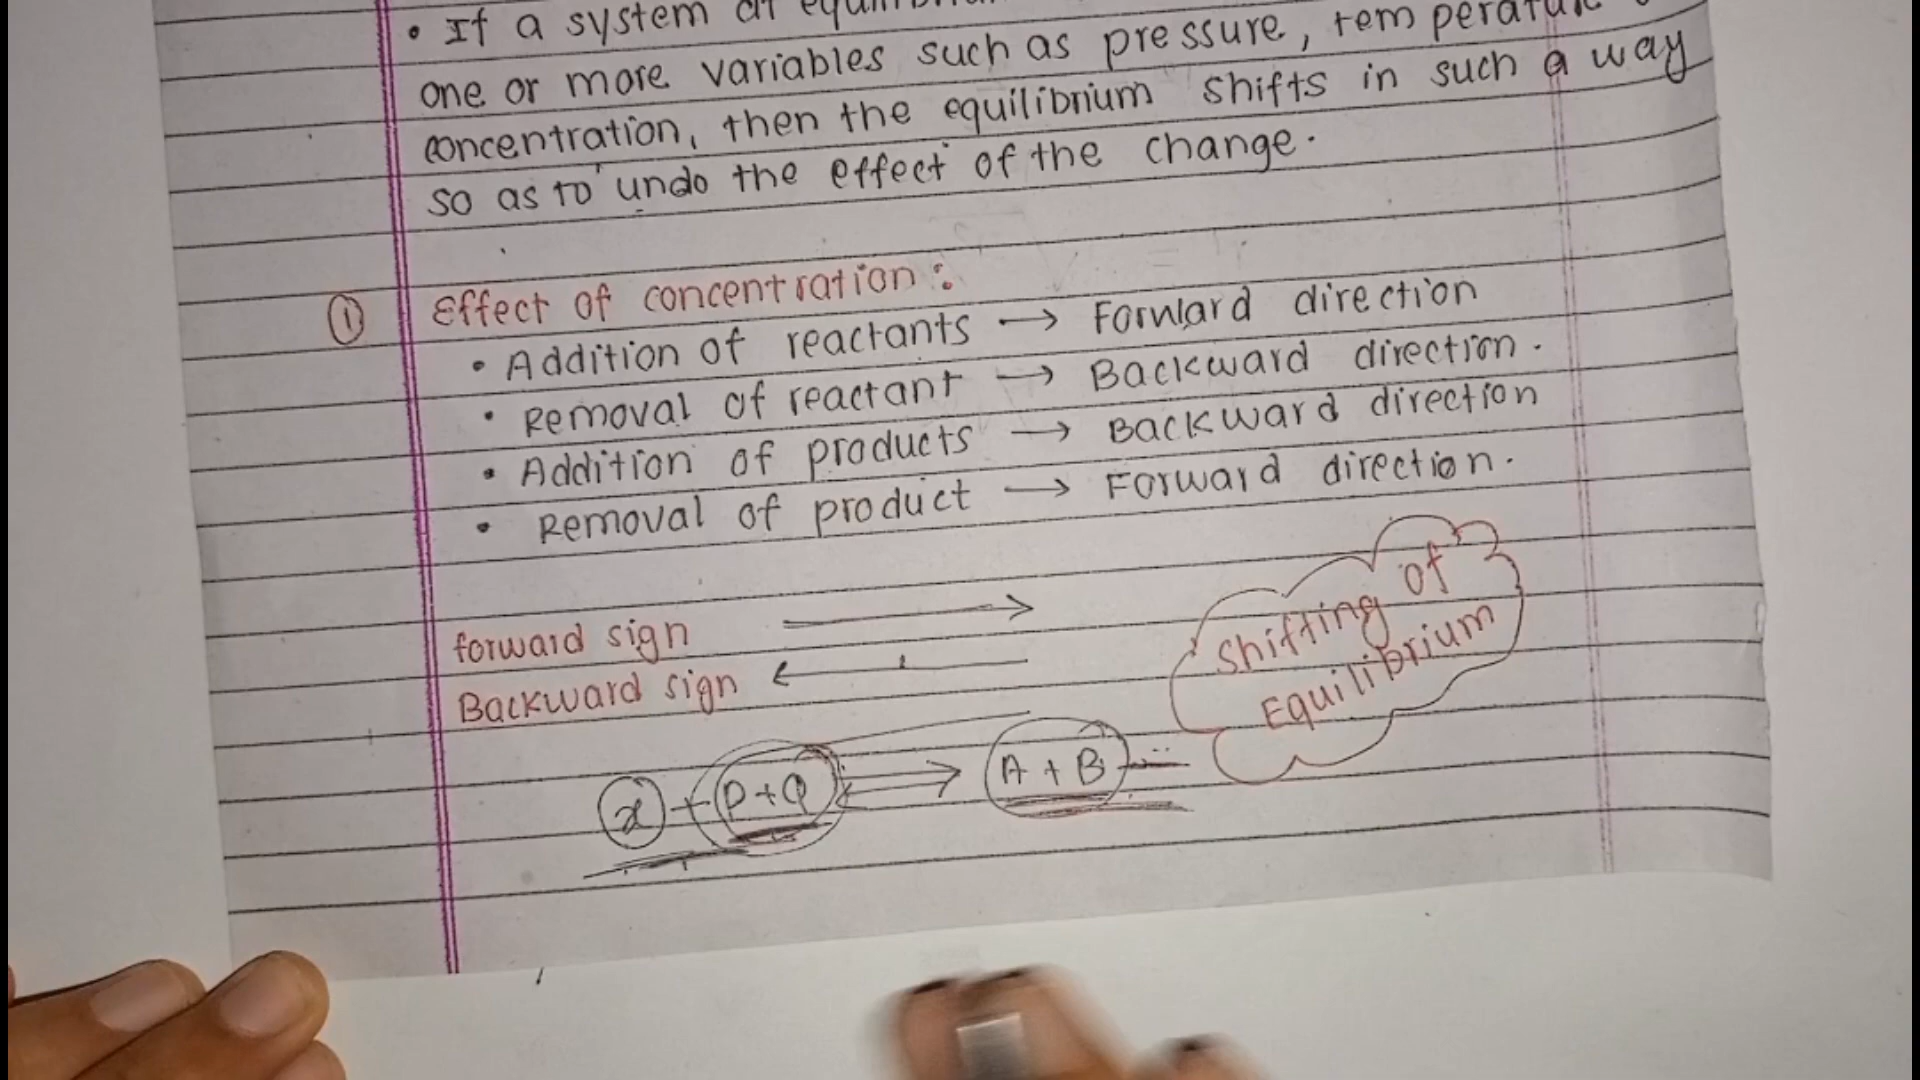 • If a system at equilibrium
one or more variables such as pressure, temperature
concentration, then the equilibrium shifts in such a way
so as to undo the effect of the change.
① Effect of concentration :
• Addition of reactants → Forward direction
• Removal of reactant → Backward direction.
• Addition of products → Backward direction
• Removal of product → Forward direction.
forward sign →
Backward sign ←
Shifting of
Equilibrium
x + P+Q ⇌ A + B